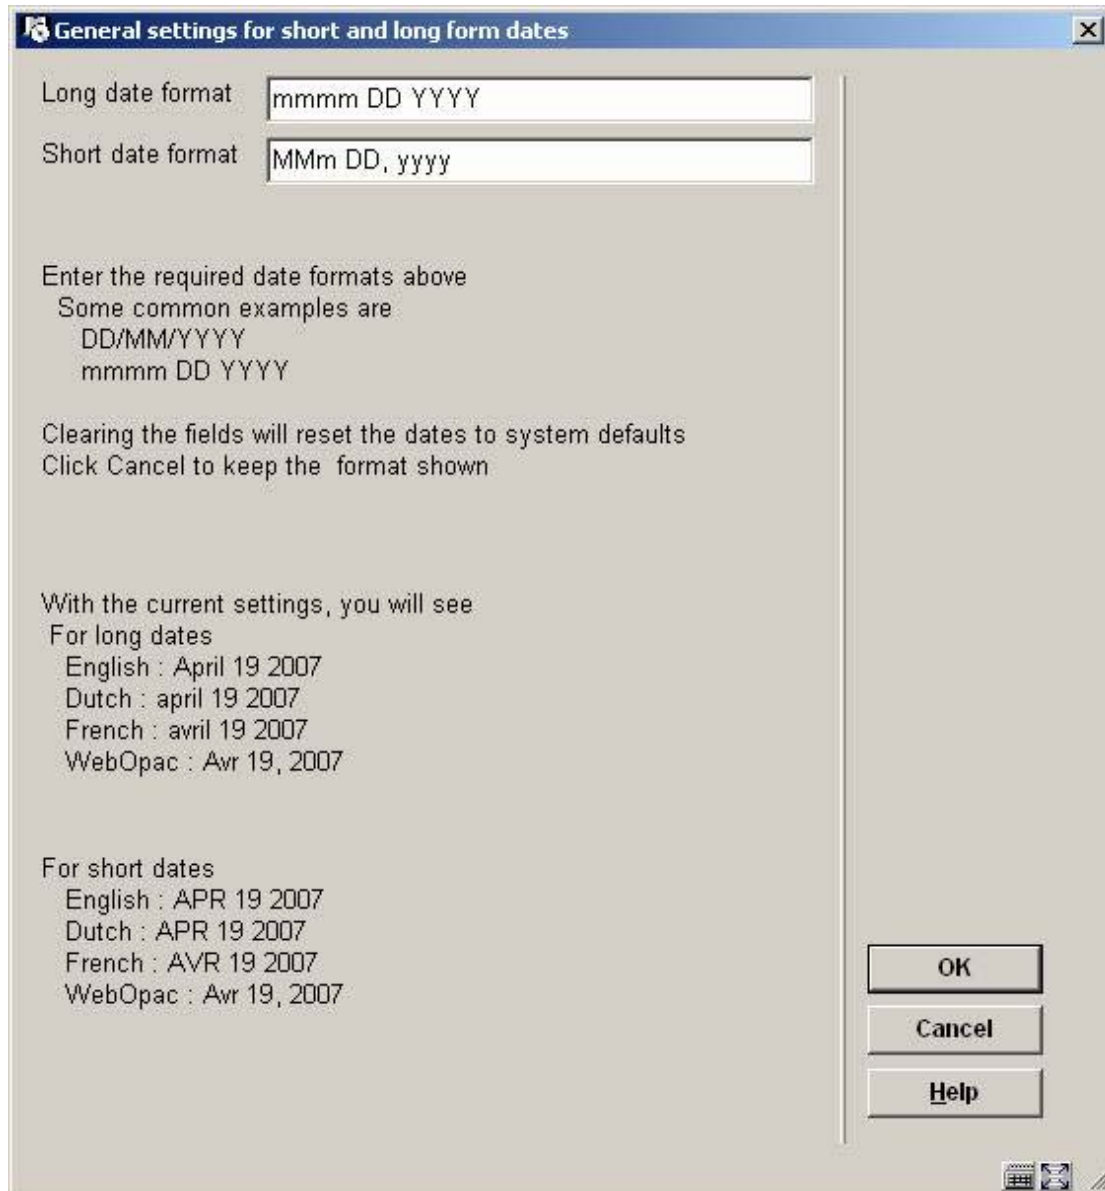 General settings for short and long form dates
Long date format mmmm DD YYYY
Short date format MMm DD, yyyy
Enter the required date formats above
Some common examples are
DD/MM/YYYY
mmmm DD YYYY
Clearing the fields will reset the dates to system defaults
Click Cancel to keep the format shown
With the current settings, you will see
For long dates
English : April 19 2007
Dutch : april 19 2007
French : avril 19 2007
WebOpac : Avr 19, 2007
For short dates
English : APR 19 2007
Dutch : APR 19 2007
French : AVR 19 2007
WebOpac : Avr 19, 2007
OK
Cancel
Help